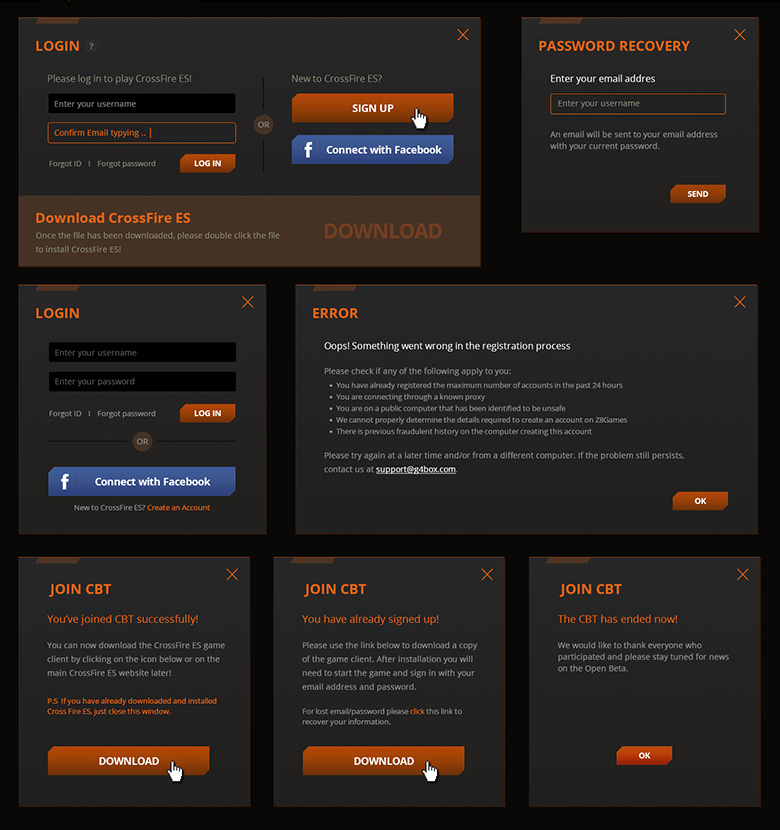 LOGIN ?
Please log in to play CrossFire ES!
Enter your username
Confirm Email typying ..
Forgot ID I Forgot password
LOG IN
OR
New to CrossFire ES?
SIGN UP
f Connect with Facebook
Download CrossFire ES
Once the file has been downloaded, please double click the file
to install CrossFire ES!
DOWNLOAD
PASSWORD RECOVERY
Enter your email addres
Enter your username
An email will be sent to your email address
with your current password.
SEND
LOGIN
Enter your username
Enter your password
Forgot ID I Forgot password
LOG IN
OR
f Connect with Facebook
New to CrossFire ES? Create an Account
ERROR
Oops! Something went wrong in the registration process
Please check if any of the following apply to you:
• You have already registered the maximum number of accounts in the past 24 hours
• You are connecting through a known proxy
• You are on a public computer that has been identified to be unsafe
• We cannot properly determine the details required to create an account on Z8Games
• There is previous fraudulent history on the computer creating this account
Please try again at a later time and/or from a different computer. If the problem still persists,
contact us at support@g4box.com.
OK
JOIN CBT
You've joined CBT successfully!
You can now download the CrossFire ES game
client by clicking on the icon below or on the
main CrossFire ES website later!
P.S If you have already downloaded and installed
Cross Fire ES, just close this window.
DOWNLOAD
JOIN CBT
You have already signed up!
Please use the link below to download a copy
of the game client. After installation you will
need to start the game and sign in with your
email address and password.
For lost email/password please click this link to
recover your information.
DOWNLOAD
JOIN CBT
The CBT has ended now!
We would like to thank everyone who
participated and please stay tuned for news
on the Open Beta.
OK